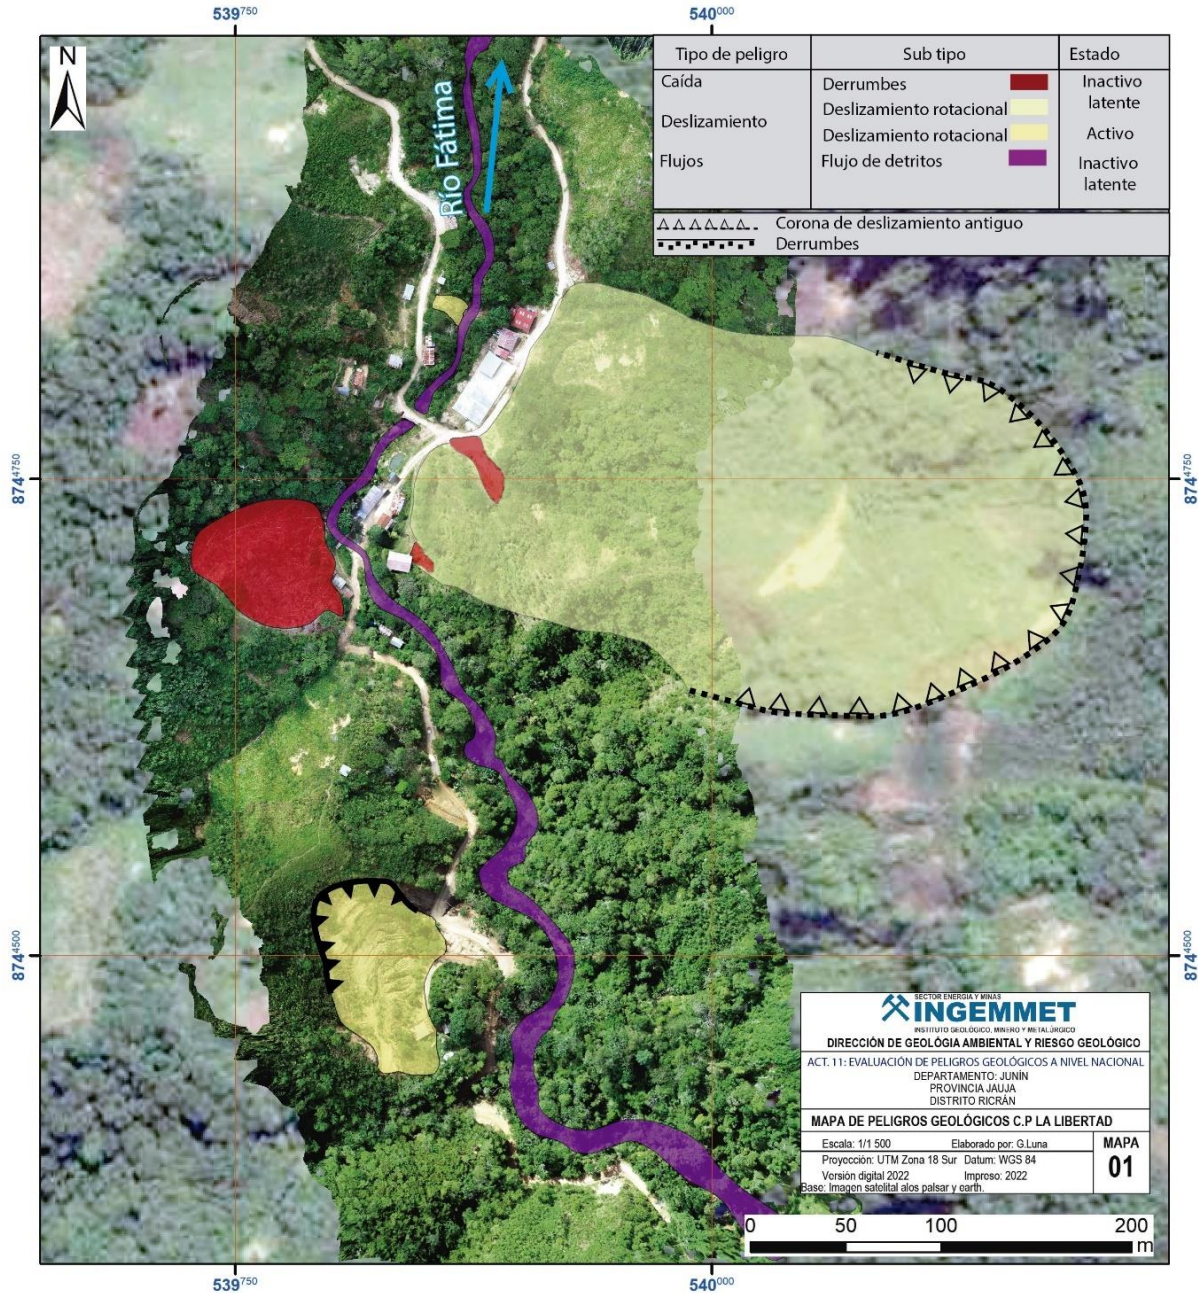 539750
540000
N
Río Fátima
Tipo de peligro Sub tipo Estado
Caída Derrumbes Inactivo latente
Deslizamiento Deslizamiento rotacional
Deslizamiento rotacional Activo
Flujos Flujo de detritos Inactivo latente
Corona de deslizamiento antiguo
Derrumbes
8744750
8744750
8744500
8744500
SECTOR ENERGIA Y MINAS
INGEMMET
INSTITUTO GEOLÓGICO, MINERO Y METALÚRGICO
DIRECCIÓN DE GEOLÓGIA AMBIENTAL Y RIESGO GEOLÓGICO
ACT. 11: EVALUACIÓN DE PELIGROS GEOLÓGICOS A NIVEL NACIONAL
DEPARTAMENTO: JUNÍN
PROVINCIA JAUJA
DISTRITO RICRÁN
MAPA DE PELIGROS GEOLÓGICOS C.P LA LIBERTAD
Escala: 1/1 500 Elaborado por: G.Luna
Proyocción: UTM Zona 18 Sur Datum: WGS 84
Versión digital 2022 Impreso: 2022
Base: Imagen satelital alos palsar y earth.
MAPA
01
0 50 100 200
m
539750
540000